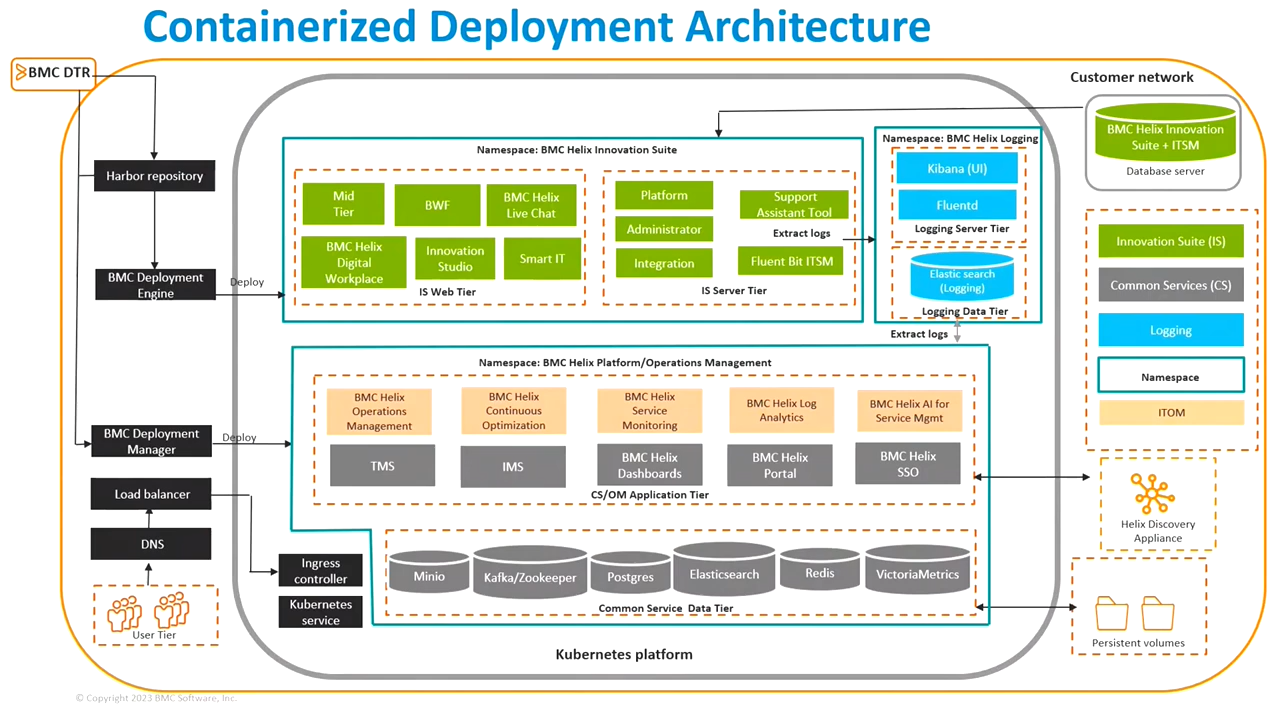 Containerized Deployment Architecture
BMC DTR
Customer network
Harbor repository
BMC Deployment
Engine
Deploy
BMC Deployment
Manager
Deploy
Load balancer
DNS
User Tier
Ingress
controller
Kubernetes
service
Namespace: BMC Helix Innovation Suite
Mid
Tier
BWF
BMC Helix
Live Chat
BMC Helix
Digital
Workplace
Innovation
Studio
Smart IT
IS Web Tier
Platform
Administrator
Integration
Support
Assistant Tool
Extract logs
Fluent Bit ITSM
IS Server Tier
Namespace: BMC Helix Logging
Kibana (UI)
Fluentd
Logging Server Tier
Elastic search
(Logging)
Logging Data Tier
Extract logs
Namespace: BMC Helix Platform/Operations Management
BMC Helix
Operations
Management
BMC Helix
Continuous
Optimization
BMC Helix
Service
Monitoring
BMC Helix Log
Analytics
BMC Helix AI for
Service Mgmt
TMS
IMS
BMC Helix
Dashboards
BMC Helix
Portal
BMC Helix
SSO
CS/OM Application Tier
Minio
Kafka/Zookeeper
Postgres
Elasticsearch
Redis
VictoriaMetrics
Common Service Data Tier
Kubernetes platform
BMC Helix Innovation
Suite + ITSM
Database server
Innovation Suite (IS)
Common Services (CS)
Logging
Namespace
ITOM
Helix Discovery
Appliance
Persistent volumes
© Copyright 2023 BMC Software, Inc.